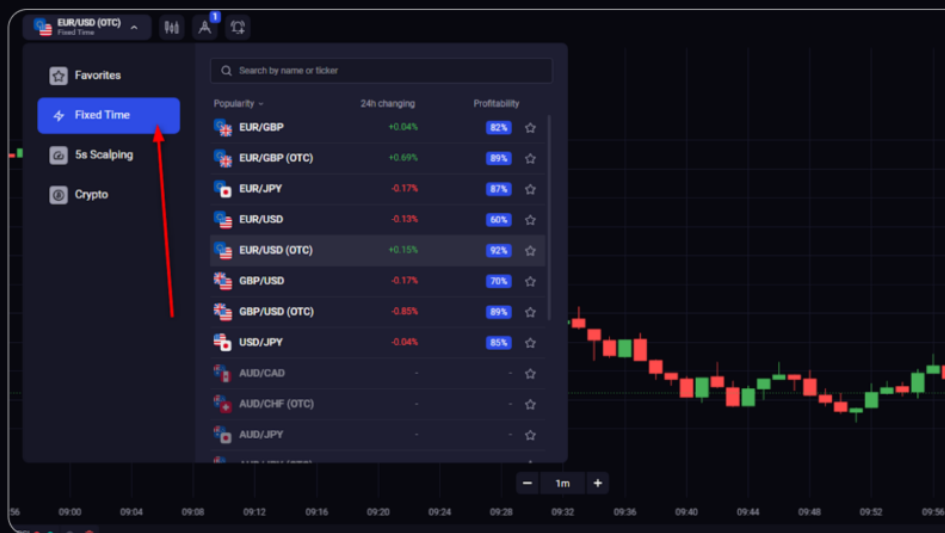 EUR/USD (OTC)
Fixed Time
1
Favorites
Fixed Time
5s Scalping
Crypto
Search by name or ticker
Popularity 24h changing Profitability
EUR/GBP +0.04% 82%
EUR/GBP (OTC) +0.69% 89%
EUR/JPY -0.17% 87%
EUR/USD -0.13% 60%
EUR/USD (OTC) +0.15% 92%
GBP/USD -0.17% 70%
GBP/USD (OTC) -0.85% 89%
USD/JPY -0.04% 85%
AUD/CAD - -
AUD/CHF (OTC) - -
AUD/JPY - -
− 1m +
56 09:00 09:04 09:08 09:12 09:16 09:20 09:24 09:28 09:32 09:36 09:40 09:44 09:48 09:52 09:56